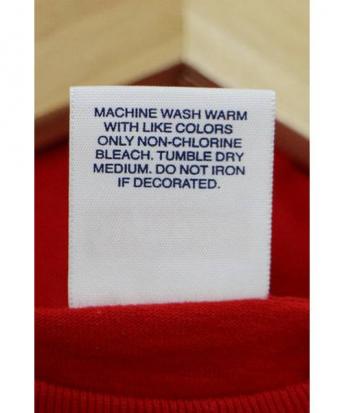 MACHINE WASH WARM
WITH LIKE COLORS
ONLY NON-CHLORINE
BLEACH. TUMBLE DRY
MEDIUM. DO NOT IRON
IF DECORATED.